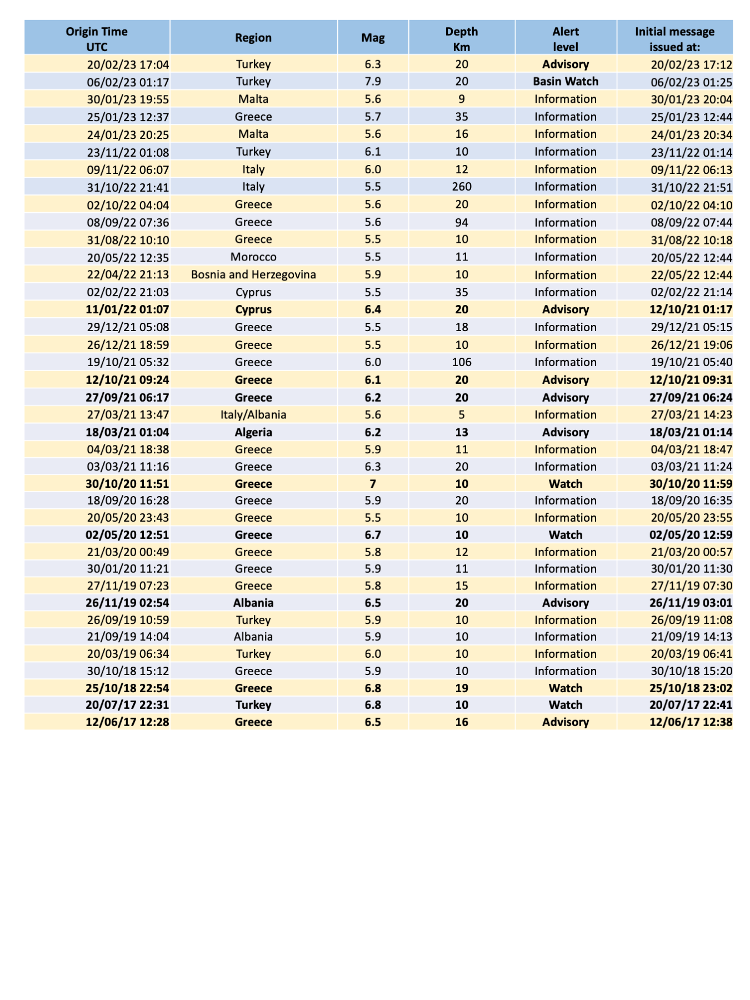 Origin Time UTC Region Mag Depth Km Alert level Initial message issued at:
20/02/23 17:04 Turkey 6.3 20 Advisory 20/02/23 17:12
06/02/23 01:17 Turkey 7.9 20 Basin Watch 06/02/23 01:25
30/01/23 19:55 Malta 5.6 9 Information 30/01/23 20:04
25/01/23 12:37 Greece 5.7 35 Information 25/01/23 12:44
24/01/23 20:25 Malta 5.6 16 Information 24/01/23 20:34
23/11/22 01:08 Turkey 6.1 10 Information 23/11/22 01:14
09/11/22 06:07 Italy 6.0 12 Information 09/11/22 06:13
31/10/22 21:41 Italy 5.5 260 Information 31/10/22 21:51
02/10/22 04:04 Greece 5.6 20 Information 02/10/22 04:10
08/09/22 07:36 Greece 5.6 94 Information 08/09/22 07:44
31/08/22 10:10 Greece 5.5 10 Information 31/08/22 10:18
20/05/22 12:35 Morocco 5.5 11 Information 20/05/22 12:44
22/04/22 21:13 Bosnia and Herzegovina 5.9 10 Information 22/05/22 12:44
02/02/22 21:03 Cyprus 5.5 35 Information 02/02/22 21:14
11/01/22 01:07 Cyprus 6.4 20 Advisory 12/10/21 01:17
29/12/21 05:08 Greece 5.5 18 Information 29/12/21 05:15
26/12/21 18:59 Greece 5.5 10 Information 26/12/21 19:06
19/10/21 05:32 Greece 6.0 106 Information 19/10/21 05:40
12/10/21 09:24 Greece 6.1 20 Advisory 12/10/21 09:31
27/09/21 06:17 Greece 6.2 20 Advisory 27/09/21 06:24
27/03/21 13:47 Italy/Albania 5.6 5 Information 27/03/21 14:23
18/03/21 01:04 Algeria 6.2 13 Advisory 18/03/21 01:14
04/03/21 18:38 Greece 5.9 11 Information 04/03/21 18:47
03/03/21 11:16 Greece 6.3 20 Information 03/03/21 11:24
30/10/20 11:51 Greece 7 10 Watch 30/10/20 11:59
18/09/20 16:28 Greece 5.9 20 Information 18/09/20 16:35
20/05/20 23:43 Greece 5.5 10 Information 20/05/20 23:55
02/05/20 12:51 Greece 6.7 10 Watch 02/05/20 12:59
21/03/20 00:49 Greece 5.8 12 Information 21/03/20 00:57
30/01/20 11:21 Greece 5.9 11 Information 30/01/20 11:30
27/11/19 07:23 Greece 5.8 15 Information 27/11/19 07:30
26/11/19 02:54 Albania 6.5 20 Advisory 26/11/19 03:01
26/09/19 10:59 Turkey 5.9 10 Information 26/09/19 11:08
21/09/19 14:04 Albania 5.9 10 Information 21/09/19 14:13
20/03/19 06:34 Turkey 6.0 10 Information 20/03/19 06:41
30/10/18 15:12 Greece 5.9 10 Information 30/10/18 15:20
25/10/18 22:54 Greece 6.8 19 Watch 25/10/18 23:02
20/07/17 22:31 Turkey 6.8 10 Watch 20/07/17 22:41
12/06/17 12:28 Greece 6.5 16 Advisory 12/06/17 12:38